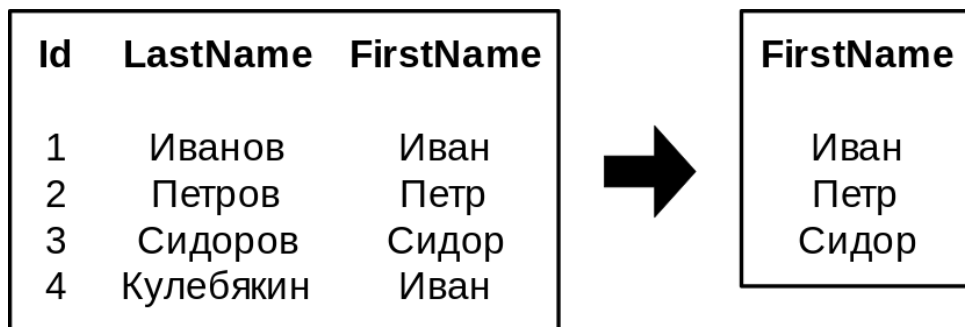 Id LastName FirstName
1 Иванов Иван
2 Петров Петр
3 Сидоров Сидор
4 Кулебякин Иван
FirstName
Иван
Петр
Сидор